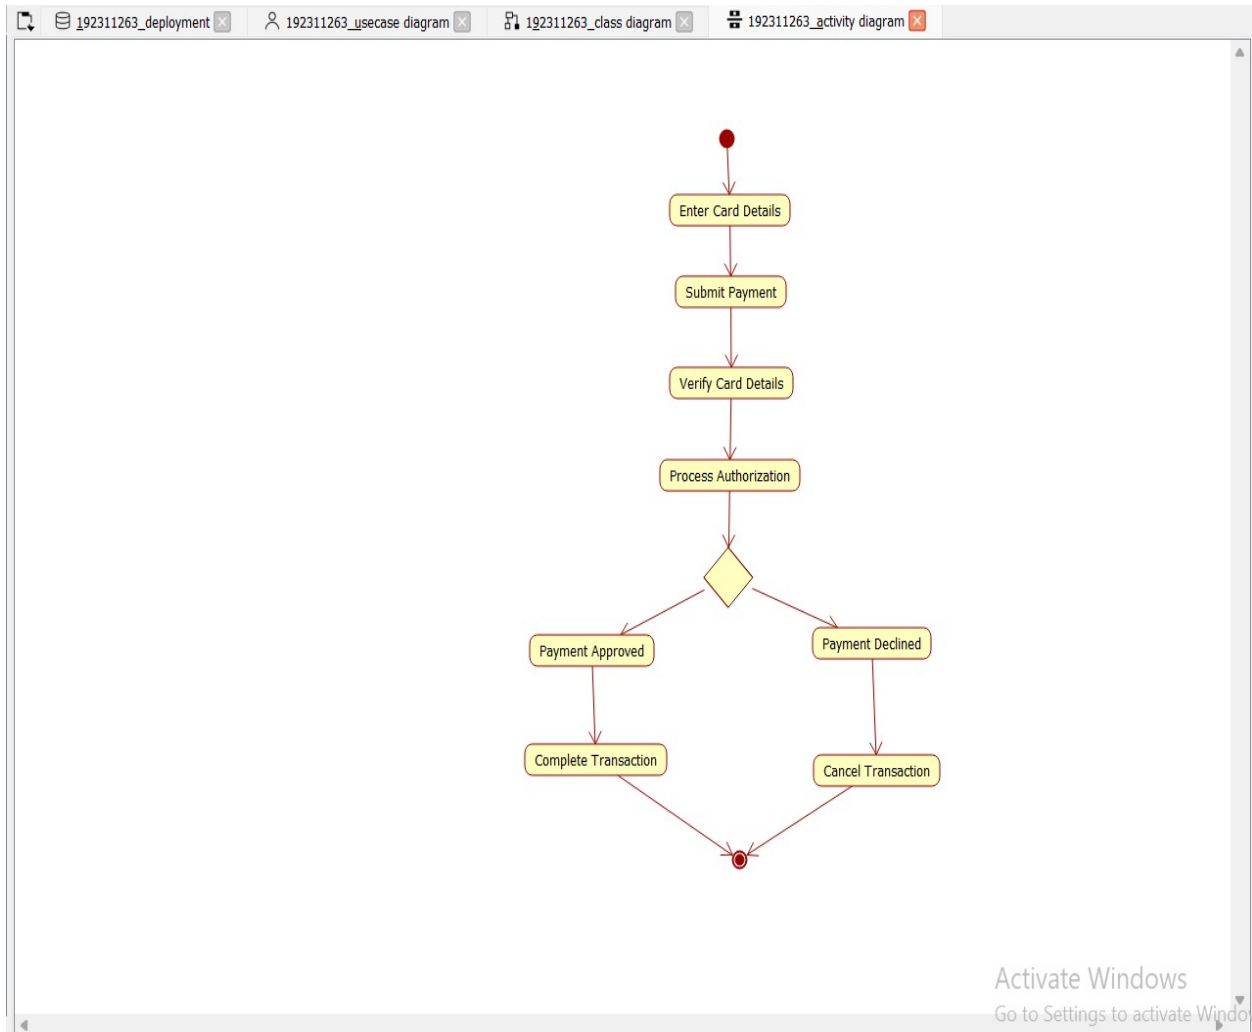 192311263_deployment
192311263_usecase diagram
192311263_class diagram
192311263_activity diagram
Enter Card Details
Submit Payment
Verify Card Details
Process Authorization
Payment Approved
Payment Declined
Complete Transaction
Cancel Transaction
Activate Windows
Go to Settings to activate Windo